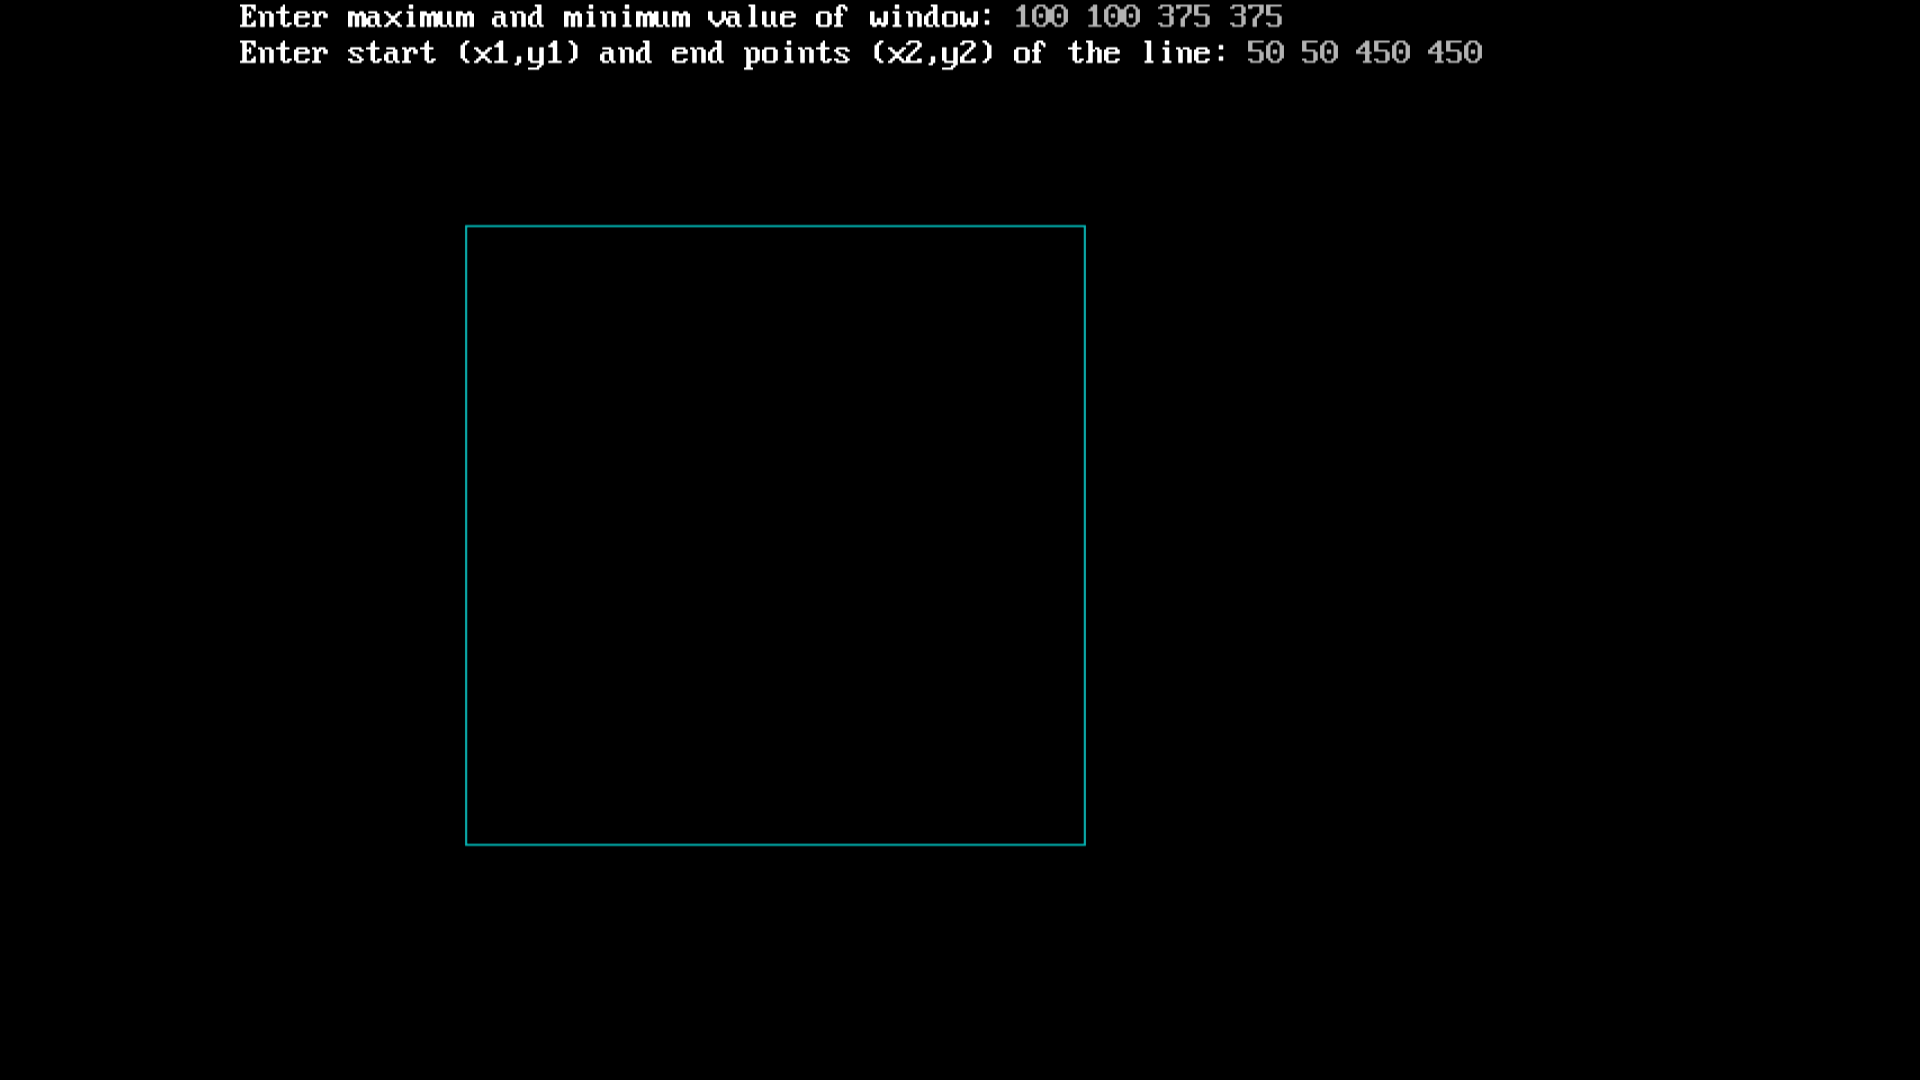 Enter maximum and minimum value of window: 100 100 375 375
Enter start (x1,y1) and end points (x2,y2) of the line: 50 50 450 450